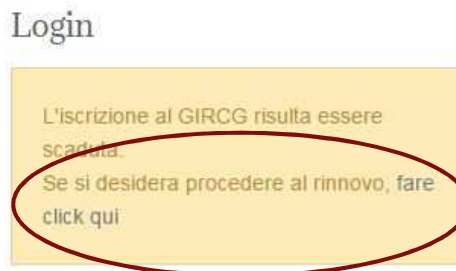 Login
L'iscrizione al GIRCG risulta essere
scaduta.
Se si desidera procedere al rinnovo, fare
click qui